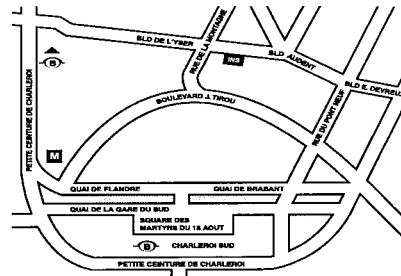 BLD DE L'YSER
RUE DE LA MONTAGNE
INS
BLD AUDENT
BLD E. DEVREUX
B
PETITE CEINTURE DE CHARLEROI
BOULEVARD J. TIROU
RUE DU PONT NEUF
M
QUAI DE FLANDRE
QUAI DE BRABANT
QUAI DE LA GARE DU SUD
SQUARE DES
MARTYRS DU 18 AOUT
B
CHARLEROI SUD
PETITE CEINTURE DE CHARLEROI